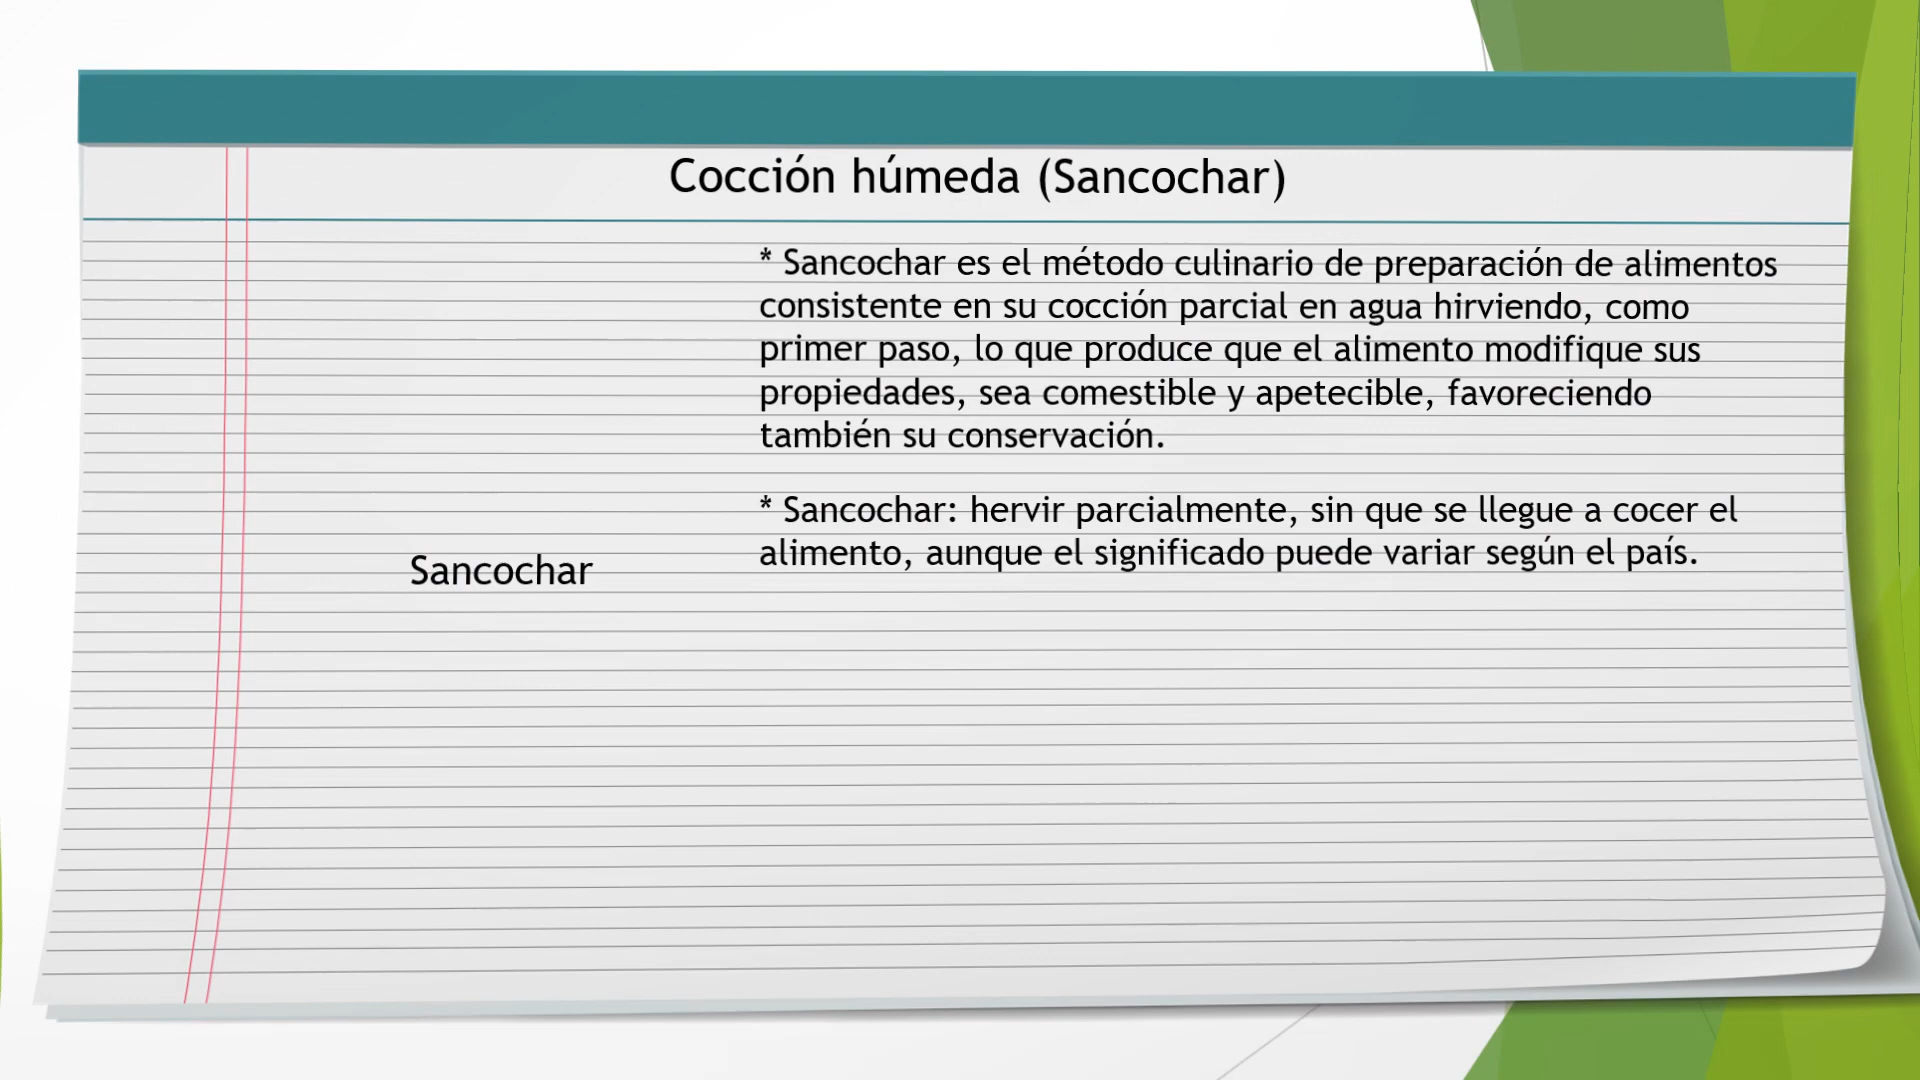 Cocción húmeda (Sancochar)
Sancochar
* Sancochar es el método culinario de preparación de alimentos
consistente en su cocción parcial en agua hirviendo, como
primer paso, lo que produce que el alimento modifique sus
propiedades, sea comestible y apetecible, favoreciendo
también su conservación.
* Sancochar: hervir parcialmente, sin que se llegue a cocer el
alimento, aunque el significado puede variar según el país.